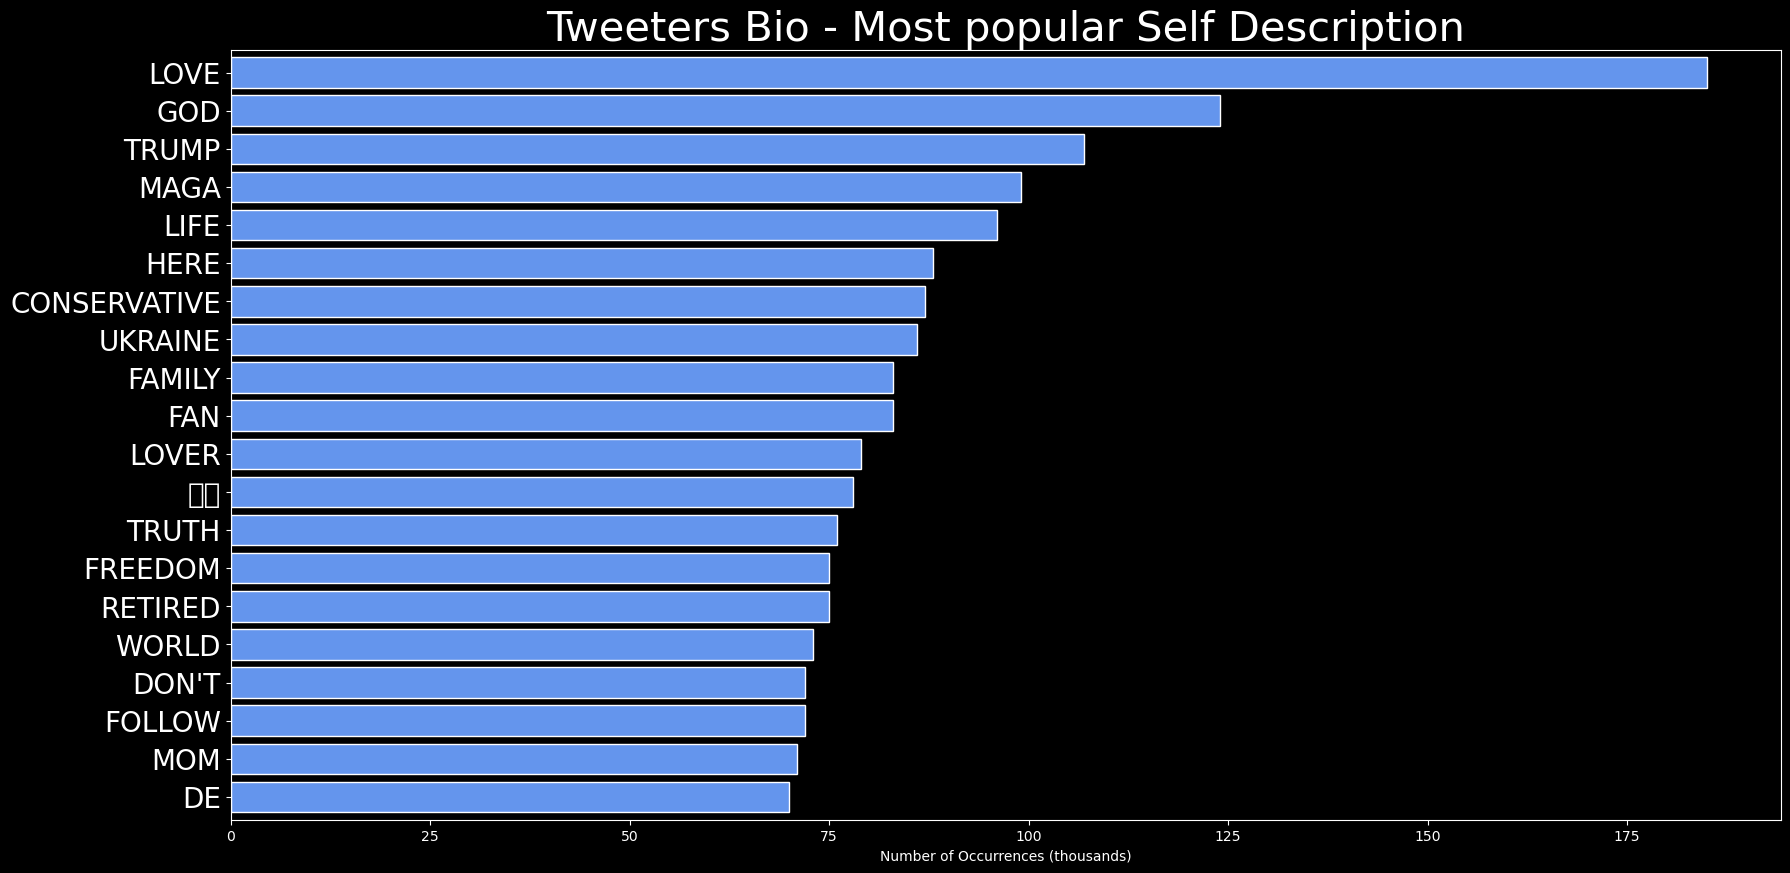 Tweeters Bio - Most popular Self Description
LOVE
GOD
TRUMP
MAGA
LIFE
HERE
CONSERVATIVE
UKRAINE
FAMILY
FAN
LOVER
TRUTH
FREEDOM
RETIRED
WORLD
DON'T
FOLLOW
MOM
DE
0 25 50 75 100 125 150 175
Number of Occurrences (thousands)